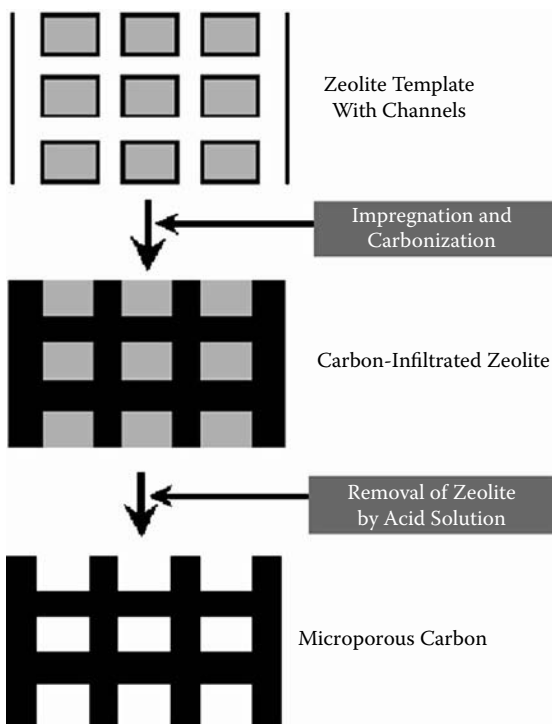 Zeolite Template
With Channels
Impregnation and
Carbonization
Carbon-Infiltrated Zeolite
Removal of Zeolite
by Acid Solution
Microporous Carbon